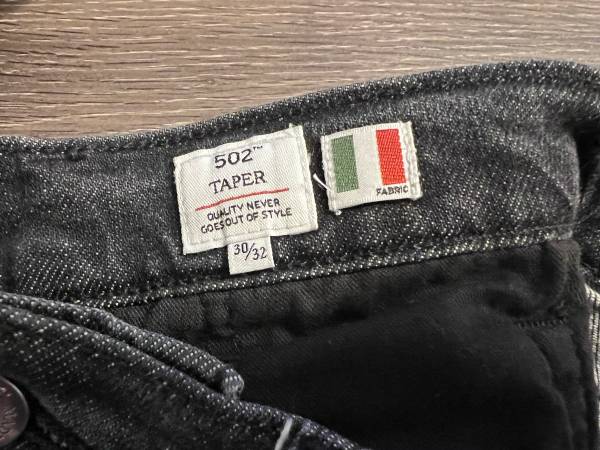 502™
TAPER
QUALITY NEVER
GOES OUT OF STYLE
30/32
FABRIC